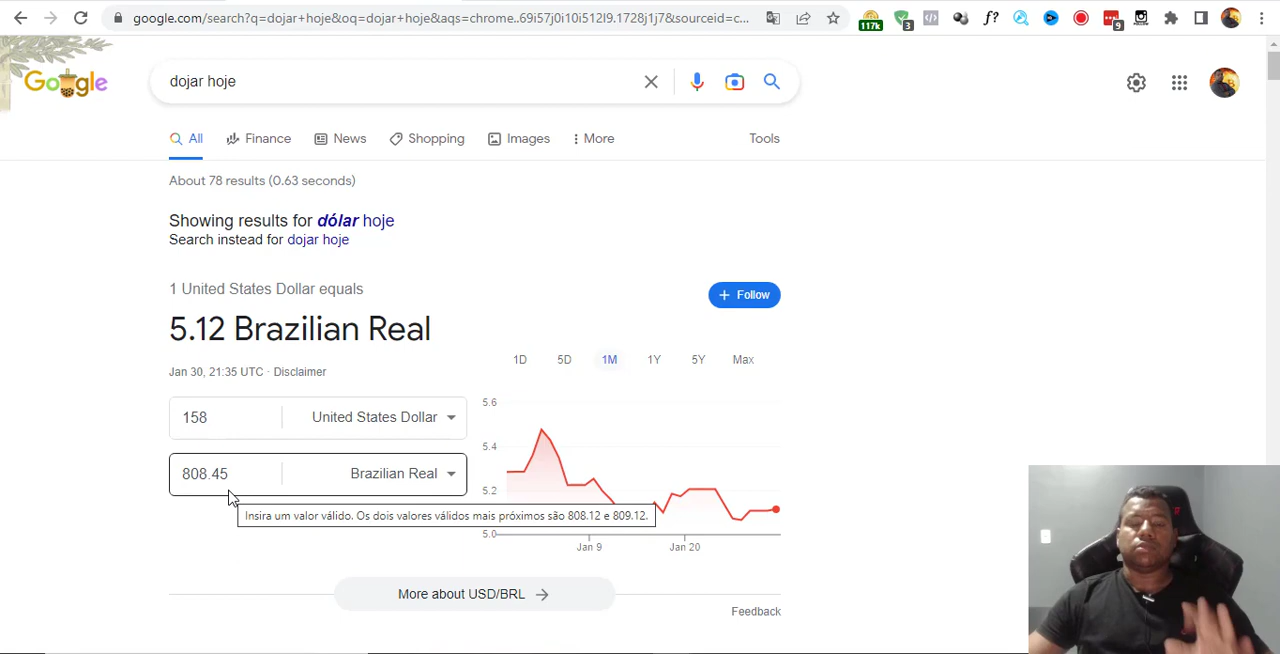 google.com/search?q=dojar+hoje&oq=dojar+hoje&aqs=chrome..69i57j0i10i512l9.1728j1j7&sourceid=c...
117k
3
f?
9
Google
dojar hoje
All
Finance
News
Shopping
Images
More
Tools
About 78 results (0.63 seconds)
Showing results for dólar hoje
Search instead for dojar hoje
1 United States Dollar equals
Follow
5.12 Brazilian Real
1D
5D
1M
1Y
5Y
Max
Jan 30, 21:35 UTC · Disclaimer
158
United States Dollar
808.45
Brazilian Real
5.6
5.4
5.2
5.0
Insira um valor válido. Os dois valores válidos mais próximos são 808.12 e 809.12.
Jan 9
Jan 20
More about USD/BRL
Feedback